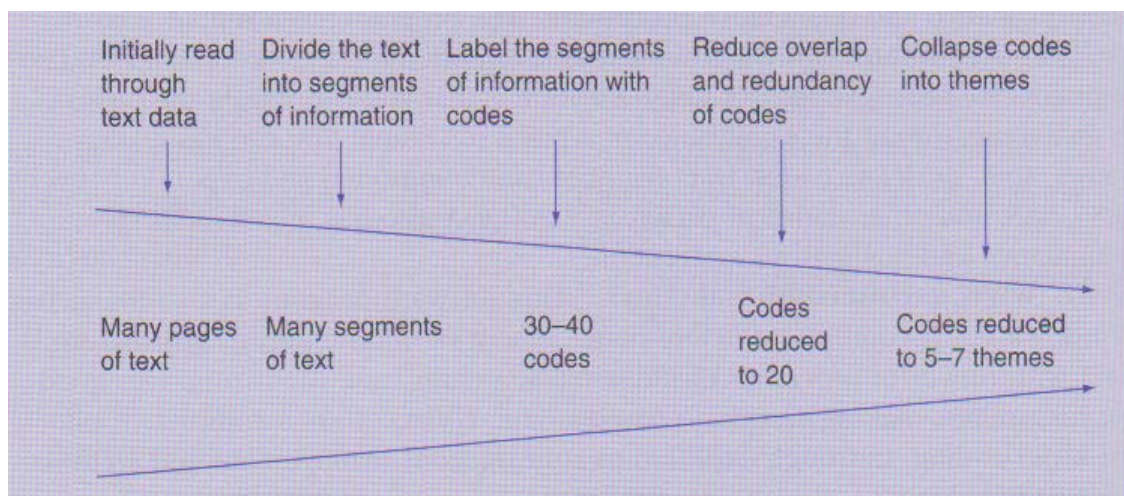 Initially read
through
text data
Divide the text
into segments
of information
Label the segments
of information with
codes
Reduce overlap
and redundancy
of codes
Collapse codes
into themes
Many pages
of text
Many segments
of text
30–40
codes
Codes
reduced
to 20
Codes reduced
to 5–7 themes